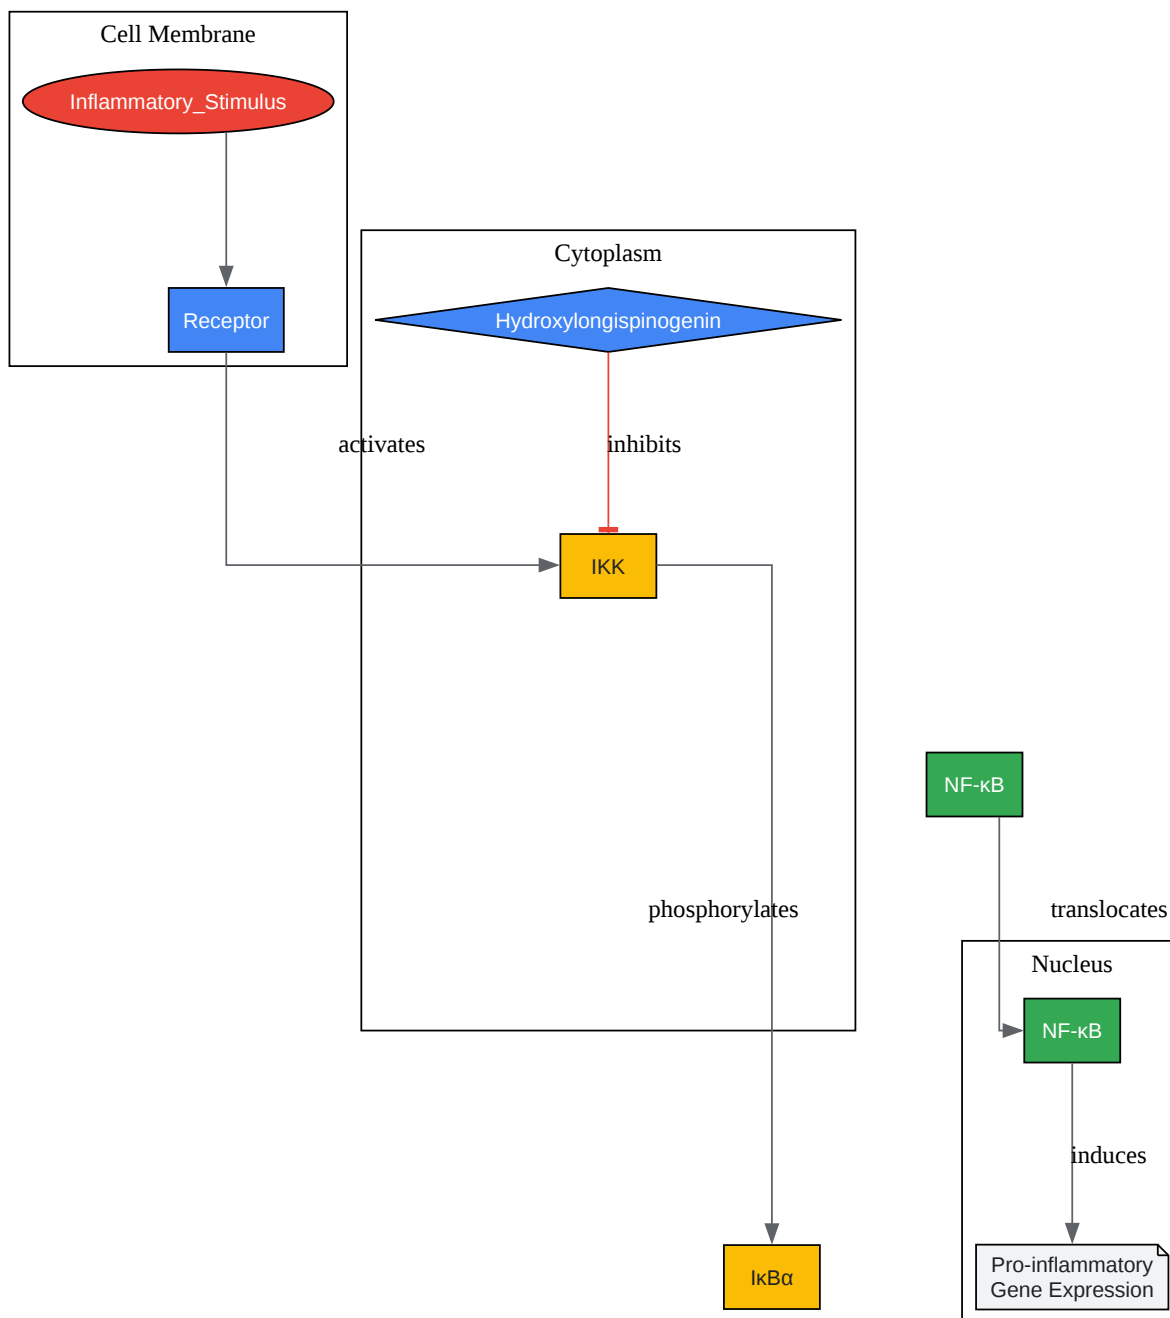 Cell Membrane
Inflammatory_Stimulus
Receptor
Cytoplasm
Hydroxylongispinogenin
activates
inhibits
IKK
NF-κB
phosphorylates
translocates
Nucleus
NF-κB
induces
IκBα
Pro-inflammatory
Gene Expression